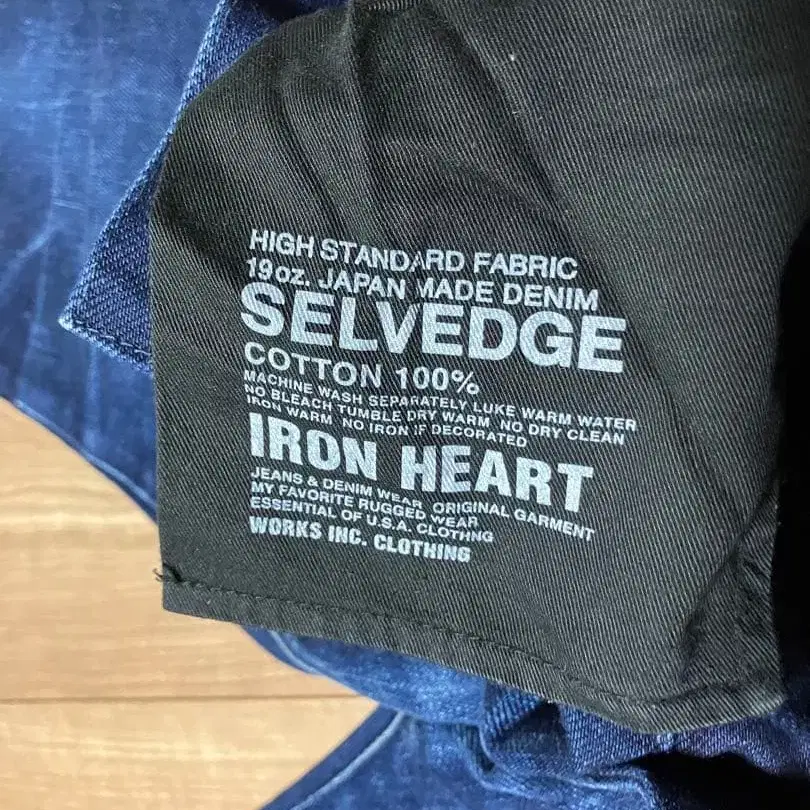 HIGH STANDARD FABRIC
19oz. JAPAN MADE DENIM
SELVEDGE
COTTON 100%
MACHINE WASH SEPARATELY LUKE WARM WATER
NO BLEACH TUMBLE DRY WARM NO DRY CLEAN
IRON WARM NO IRON IF DECORATED
IRON HEART
JEANS & DENIM WEAR, ORIGINAL GARMENT
MY FAVORITE RUGGED WEAR
ESSENTIAL OF U.S.A. CLOTHNG
WORKS INC. CLOTHING